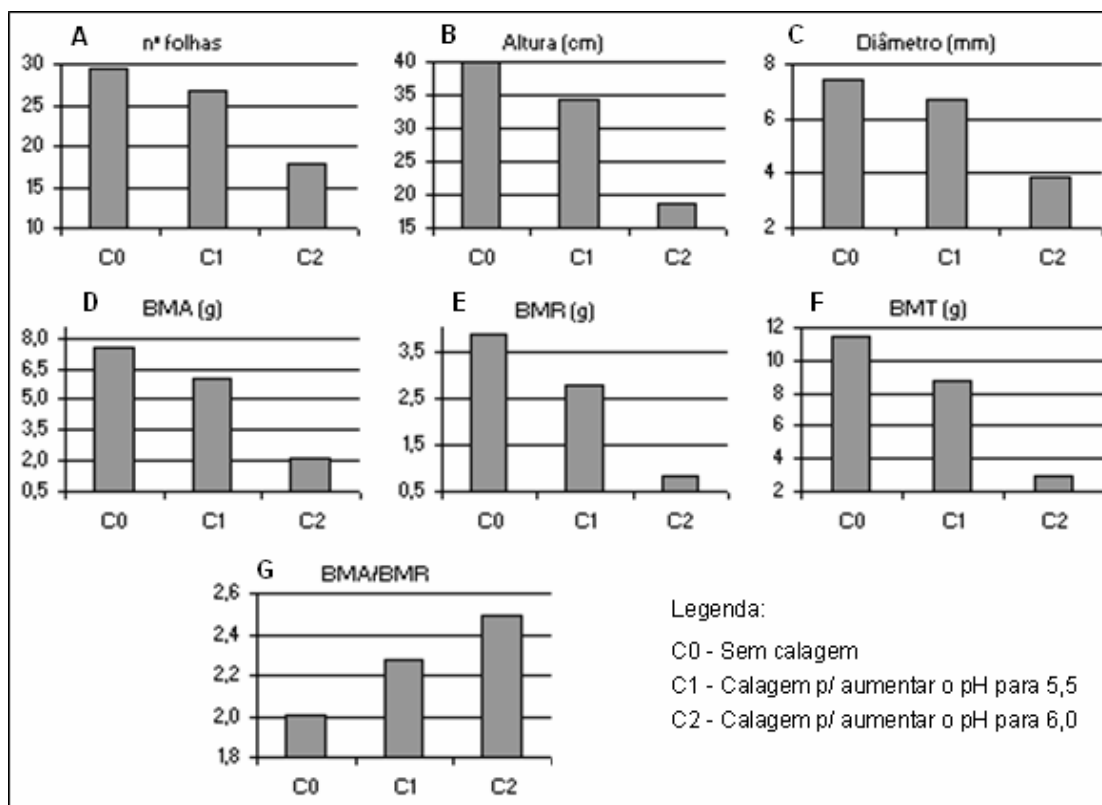 A
nº folhas
30
25
20
15
10
C0 C1 C2
B
Altura (cm)
40
35
30
25
20
15
C0 C1 C2
C
Diâmetro (mm)
8
6
4
2
C0 C1 C2
D
BMA (g)
8,0
6,5
5,0
3,5
2,0
0,5
C0 C1 C2
E
BMR (g)
3,5
2,5
1,5
0,5
C0 C1 C2
F
BMT (g)
12
10
8
6
4
2
C0 C1 C2
G
BMA/BMR
2,6
2,4
2,2
2,0
1,8
C0 C1 C2
Legenda:
C0 - Sem calagem
C1 - Calagem p/ aumentar o pH para 5,5
C2 - Calagem p/ aumentar o pH para 6,0